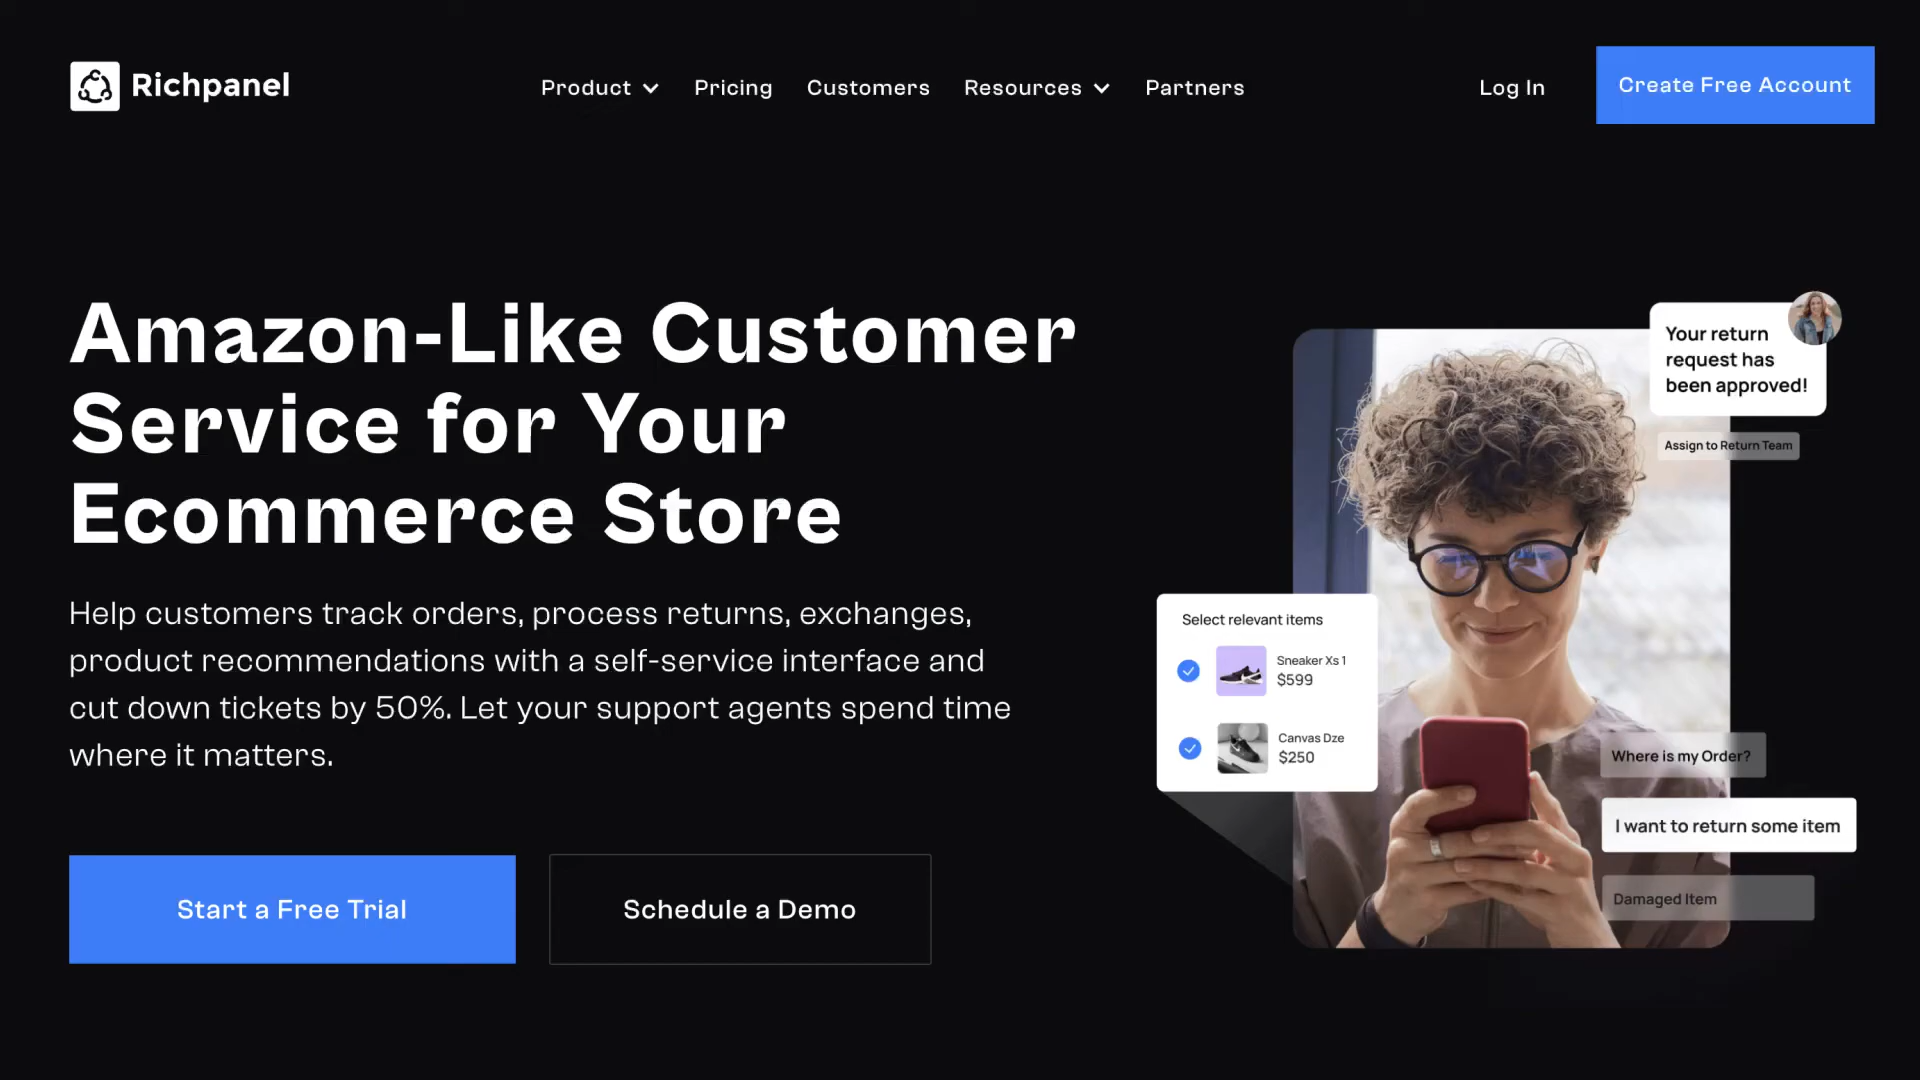 Richpanel
Product
Pricing
Customers
Resources
Partners
Log In
Create Free Account
Amazon-Like Customer
Service for Your
Ecommerce Store
Help customers track orders, process returns, exchanges,
product recommendations with a self-service interface and
cut down tickets by 50%. Let your support agents spend time
where it matters.
Start a Free Trial
Schedule a Demo
Your return
request has
been approved!
Assign to Return Team
Select relevant items
Sneaker Xs 1
$599
Canvas Dze
$250
Where is my Order?
I want to return some item
Damaged Item